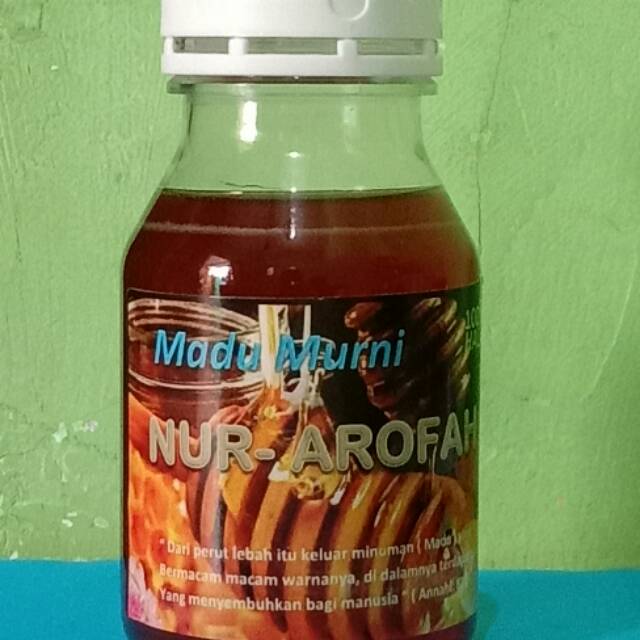 Madu Murni
NUR- AROFAH
" Dari perut lebah itu keluar minuman ( Madu )
Bermacam macam warnanya, di dalamnya
Yang menyembuhkan bagi manusia " ( Annahl: